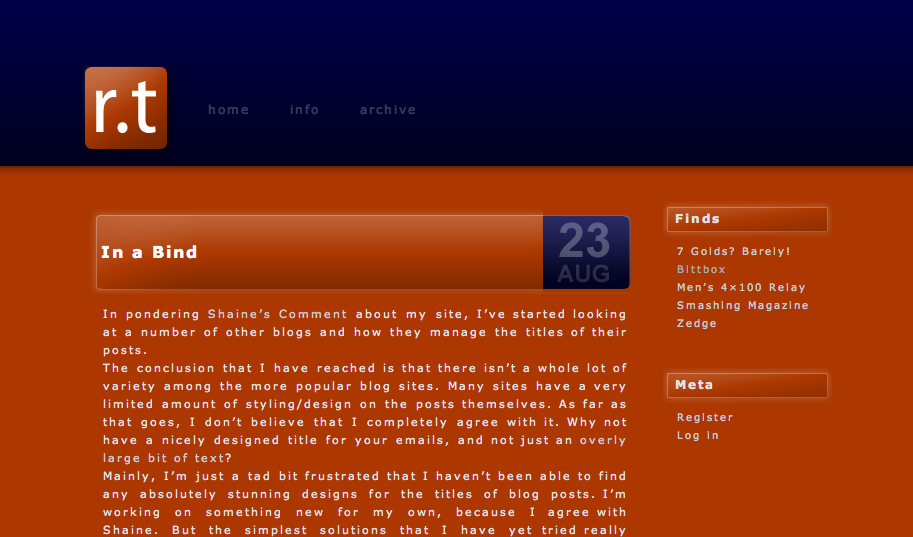 r.t
home info archive
In a Bind
23
AUG
In pondering Shaine’s Comment about my site, I’ve started looking
at a number of other blogs and how they manage the titles of their
posts.
The conclusion that I have reached is that there isn’t a whole lot of
variety among the more popular blog sites. Many sites have a very
limited amount of styling/design on the posts themselves. As far as
that goes, I don’t believe that I completely agree with it. Why not
have a nicely designed title for your emails, and not just an overly
large bit of text?
Mainly, I’m just a tad bit frustrated that I haven’t been able to find
any absolutely stunning designs for the titles of blog posts. I’m
working on something new for my own, because I agree with
Shaine. But the simplest solutions that I have yet tried really
Finds
7 Golds? Barely!
Bittbox
Men’s 4×100 Relay
Smashing Magazine
Zedge
Meta
Register
Log in